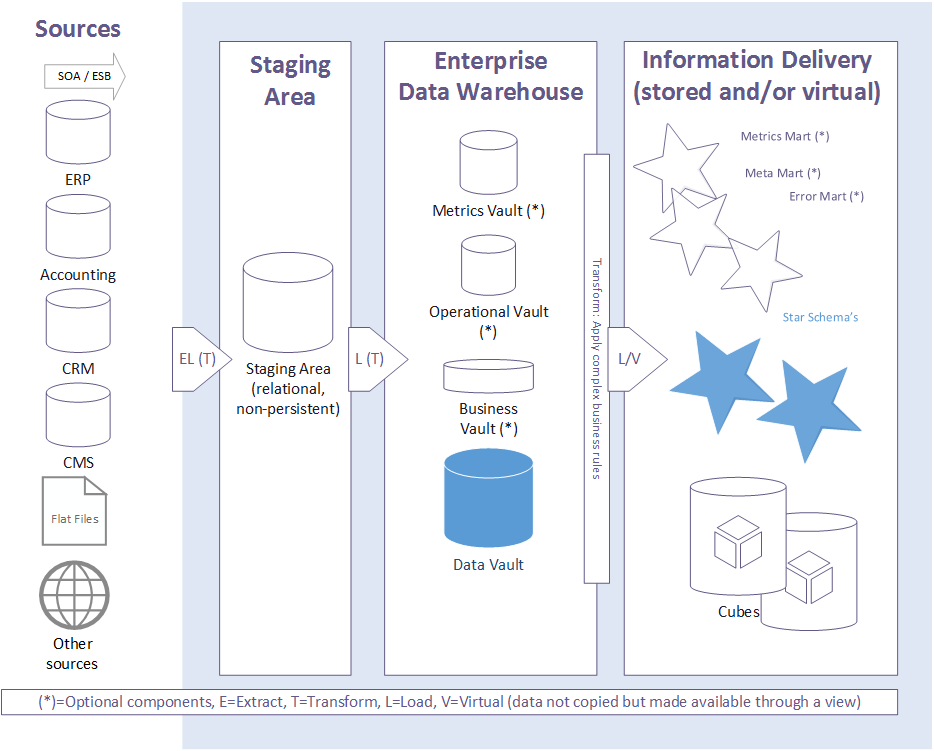 Sources
SOA / ESB
ERP
Accounting
CRM
CMS
Flat Files
Other
sources
EL (T)
Staging
Area
Staging Area
(relational,
non-persistent)
L (T)
Enterprise
Data Warehouse
Metrics Vault (*)
Operational Vault
(*)
Business
Vault (*)
Data Vault
Transform: Apply complex business rules
L/V
Information Delivery
(stored and/or virtual)
Metrics Mart (*)
Meta Mart (*)
Error Mart (*)
Star Schema’s
Cubes
(*)=Optional components, E=Extract, T=Transform, L=Load, V=Virtual (data not copied but made available through a view)